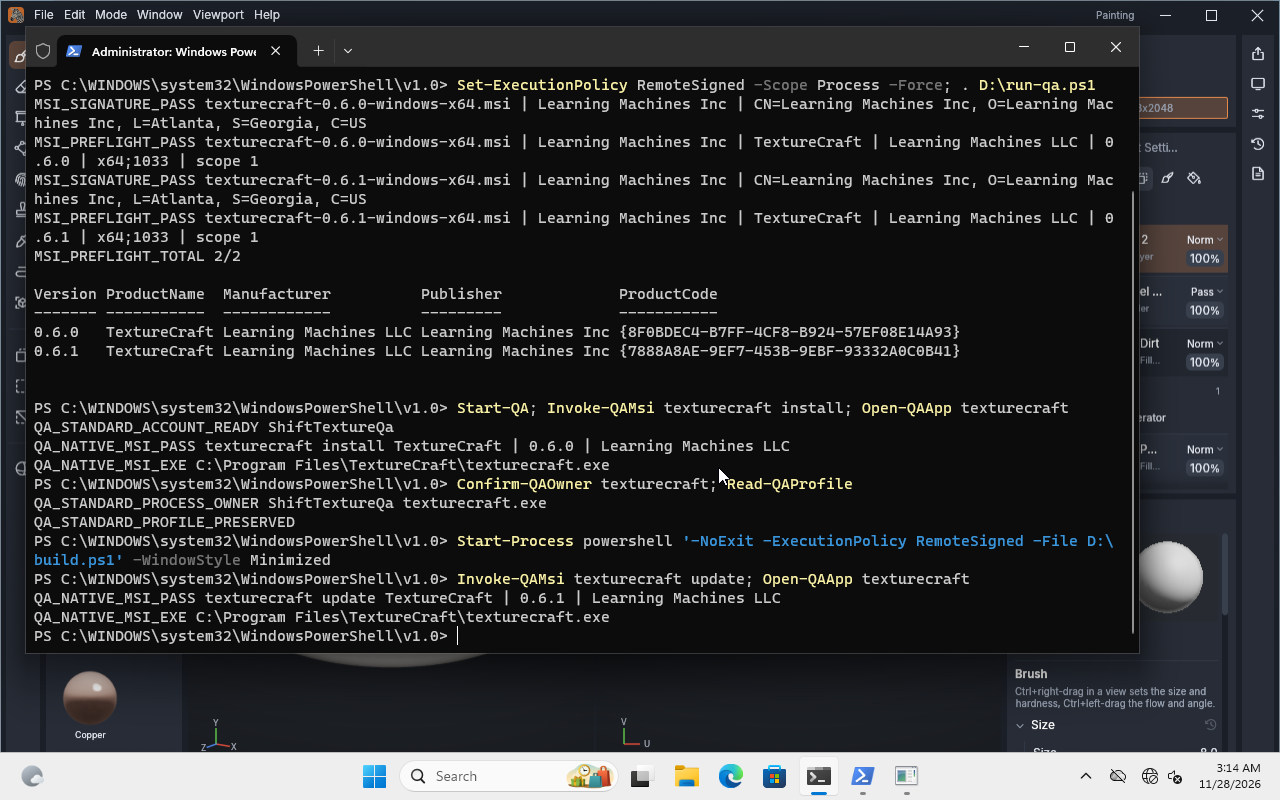 File Edit Mode Window Viewport Help
Painting
Administrator: Windows Powe
PS C:\WINDOWS\system32\WindowsPowerShell\v1.0> Set-ExecutionPolicy RemoteSigned -Scope Process -Force; . D:\run-qa.ps1
MSI_SIGNATURE_PASS texturecraft-0.6.0-windows-x64.msi | Learning Machines Inc | CN=Learning Machines Inc, O=Learning Mac
hines Inc, L=Atlanta, S=Georgia, C=US
MSI_PREFLIGHT_PASS texturecraft-0.6.0-windows-x64.msi | Learning Machines Inc | TextureCraft | Learning Machines LLC | 0
.6.0 | x64;1033 | scope 1
MSI_SIGNATURE_PASS texturecraft-0.6.1-windows-x64.msi | Learning Machines Inc | CN=Learning Machines Inc, O=Learning Mac
hines Inc, L=Atlanta, S=Georgia, C=US
MSI_PREFLIGHT_PASS texturecraft-0.6.1-windows-x64.msi | Learning Machines Inc | TextureCraft | Learning Machines LLC | 0
.6.1 | x64;1033 | scope 1
MSI_PREFLIGHT_TOTAL 2/2
Version ProductName Manufacturer Publisher ProductCode
------- ----------- ------------ --------- -----------
0.6.0 TextureCraft Learning Machines LLC Learning Machines Inc {8F0BDEC4-B7FF-4CF8-B924-57EF08E14A93}
0.6.1 TextureCraft Learning Machines LLC Learning Machines Inc {7888A8AE-9EF7-453B-9EBF-93332A0C0B41}
PS C:\WINDOWS\system32\WindowsPowerShell\v1.0> Start-QA; Invoke-QAMsi texturecraft install; Open-QAApp texturecraft
QA_STANDARD_ACCOUNT_READY ShiftTextureQa
QA_NATIVE_MSI_PASS texturecraft install TextureCraft | 0.6.0 | Learning Machines LLC
QA_NATIVE_MSI_EXE C:\Program Files\TextureCraft\texturecraft.exe
PS C:\WINDOWS\system32\WindowsPowerShell\v1.0> Confirm-QAOwner texturecraft; Read-QAProfile
QA_STANDARD_PROCESS_OWNER ShiftTextureQa texturecraft.exe
QA_STANDARD_PROFILE_PRESERVED
PS C:\WINDOWS\system32\WindowsPowerShell\v1.0> Start-Process powershell '-NoExit -ExecutionPolicy RemoteSigned -File D:\
build.ps1' -WindowStyle Minimized
PS C:\WINDOWS\system32\WindowsPowerShell\v1.0> Invoke-QAMsi texturecraft update; Open-QAApp texturecraft
QA_NATIVE_MSI_PASS texturecraft update TextureCraft | 0.6.1 | Learning Machines LLC
QA_NATIVE_MSI_EXE C:\Program Files\TextureCraft\texturecraft.exe
PS C:\WINDOWS\system32\WindowsPowerShell\v1.0>
8x2048
t Setti...
2 Norm
yer 100%
el ... Pass
der 100%
Dirt Norm
Fill... 100%
1
erator
P... Norm
Fill... 100%
Copper
Y
Z X
V
U
Brush
Ctrl+right-drag in a view sets the size and
hardness, Ctrl+left-drag the flow and angle.
Size
Size 8.0
Search
3:14 AM
11/28/2026